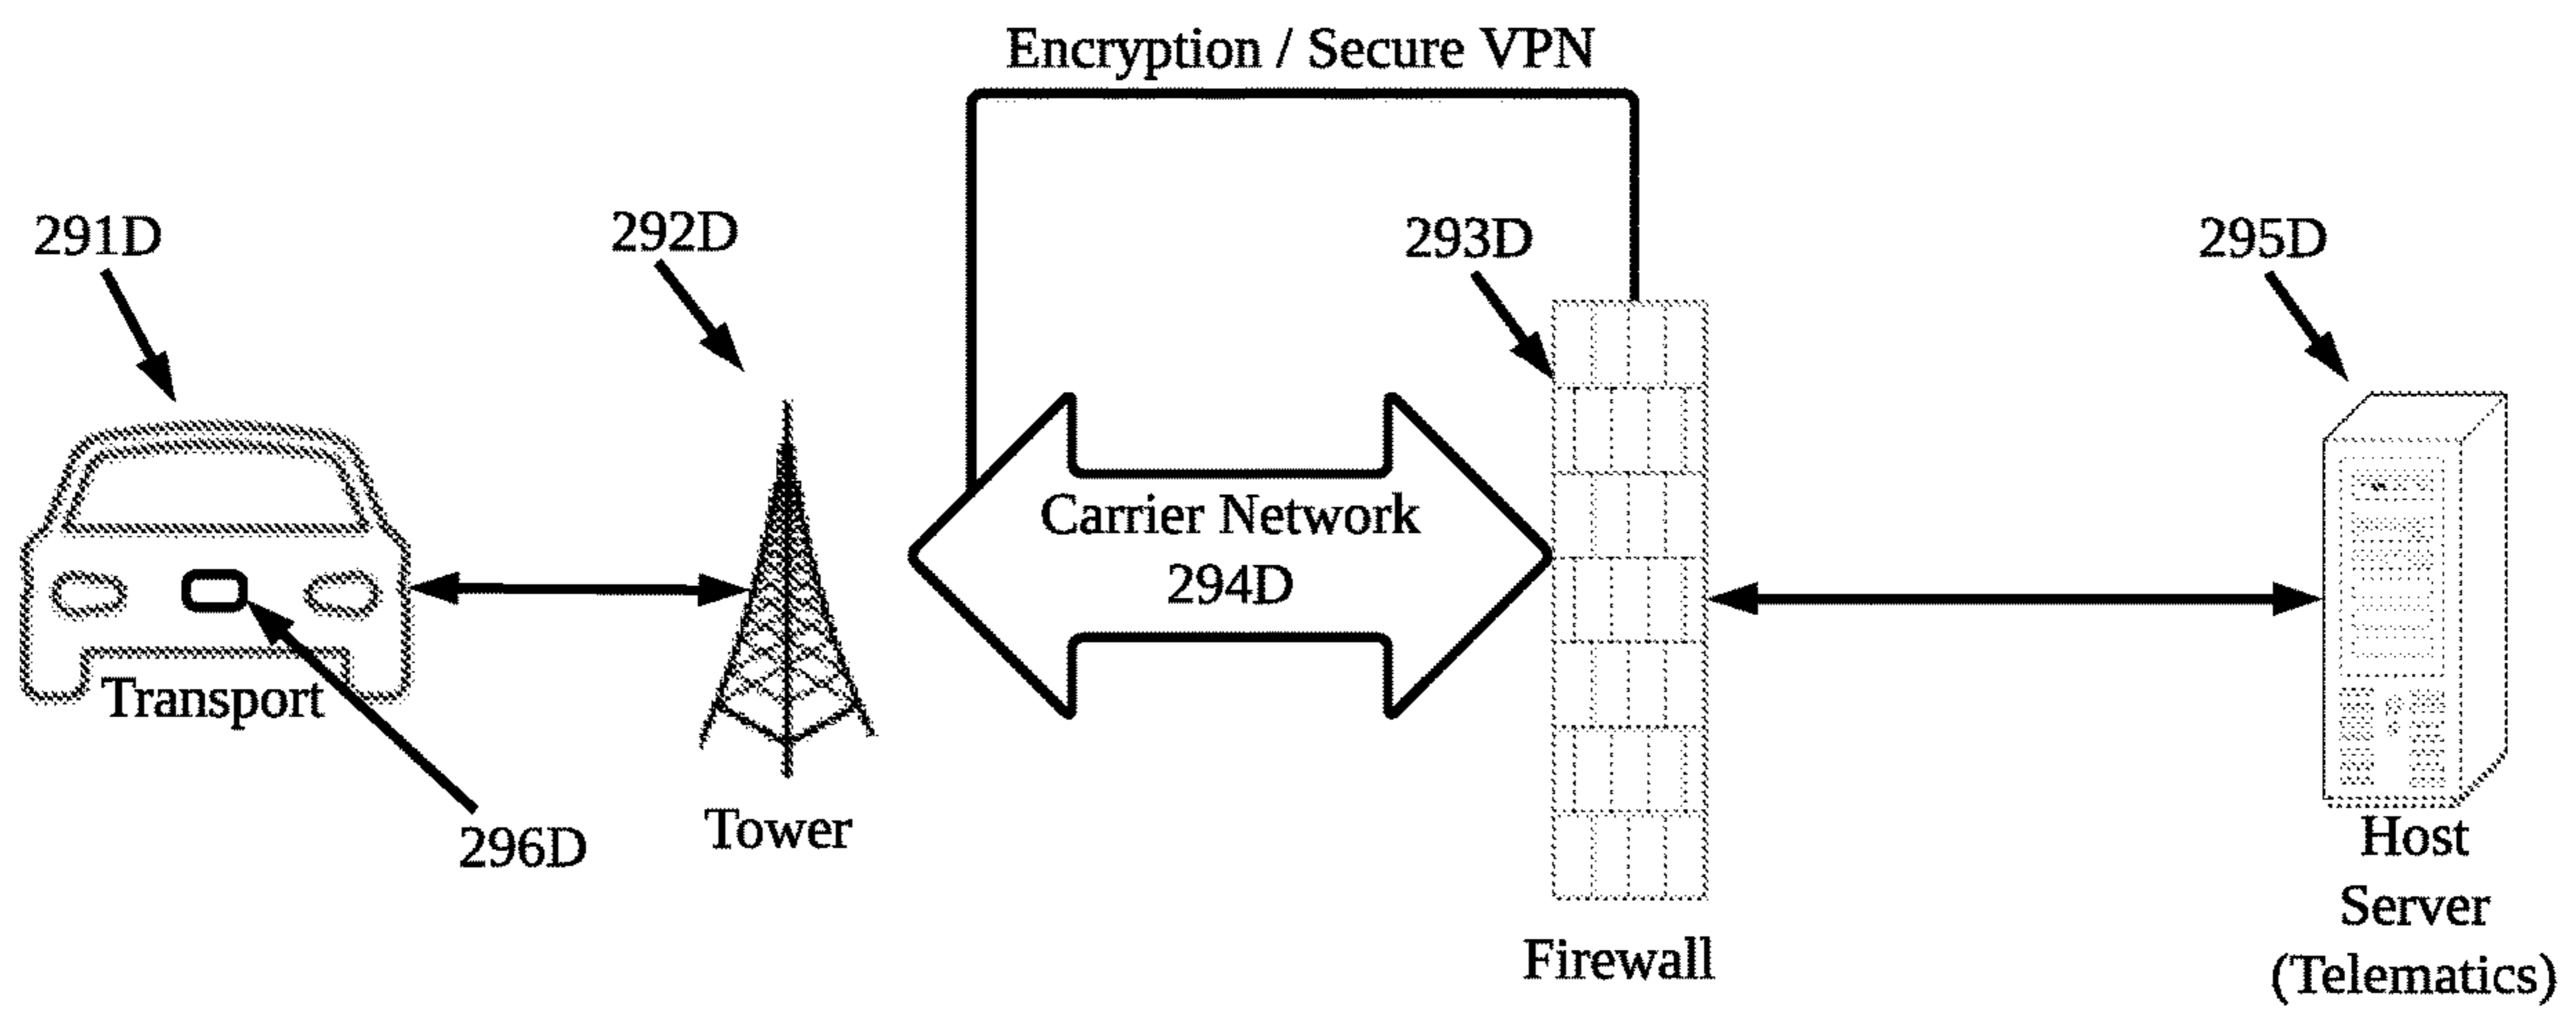 Encryption / Secure VPN
291D
292D
293D
295D
Carrier Network
294D
Transport
296D
Tower
Firewall
Host
Server
(Telematics)